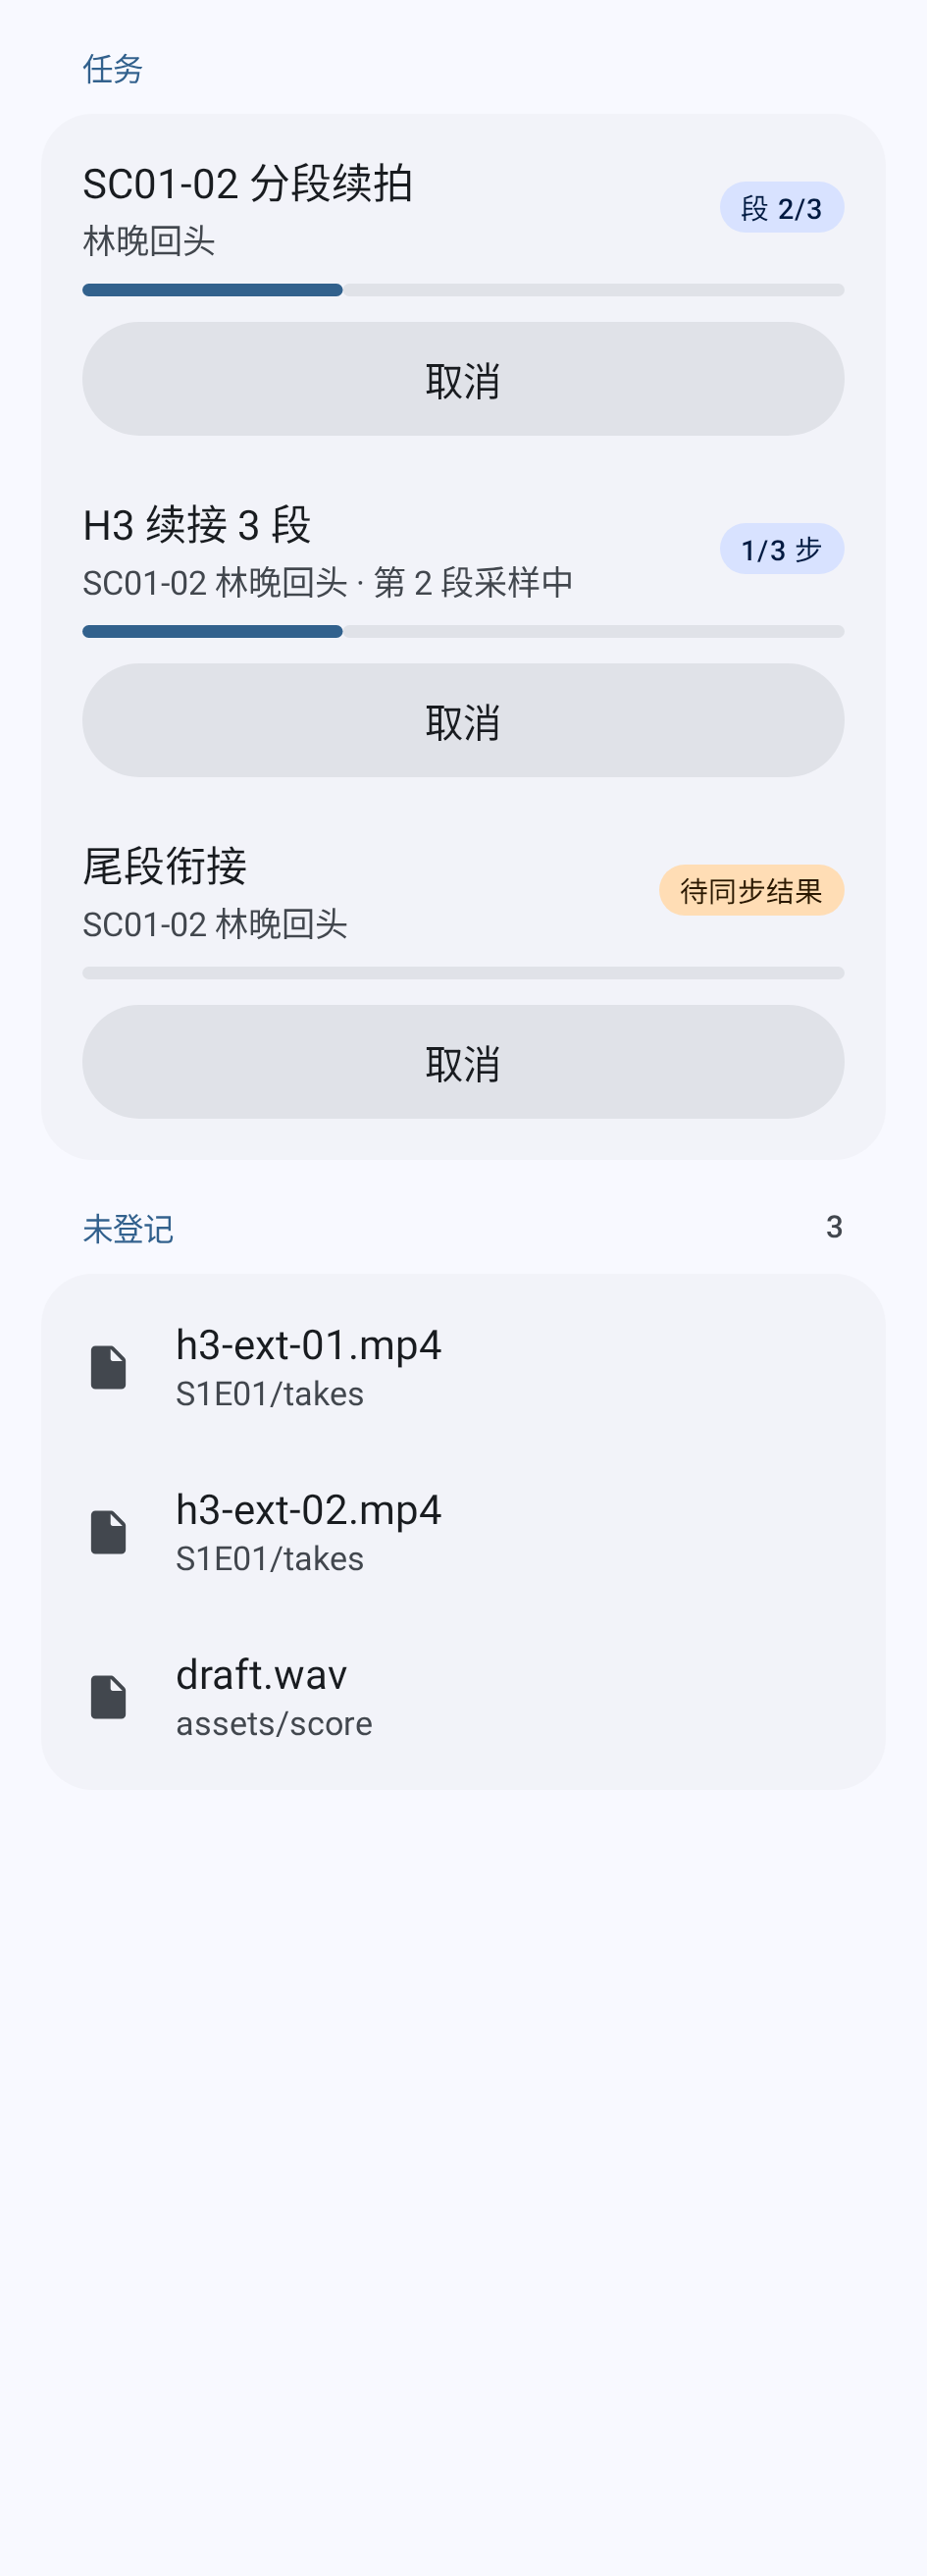 任务
SC01-02 分段续拍
段 2/3
林晚回头
取消
H3 续接 3 段
1/3 步
SC01-02 林晚回头 · 第 2 段采样中
取消
尾段衔接
待同步结果
SC01-02 林晚回头
取消
未登记
3
h3-ext-01.mp4
S1E01/takes
h3-ext-02.mp4
S1E01/takes
draft.wav
assets/score